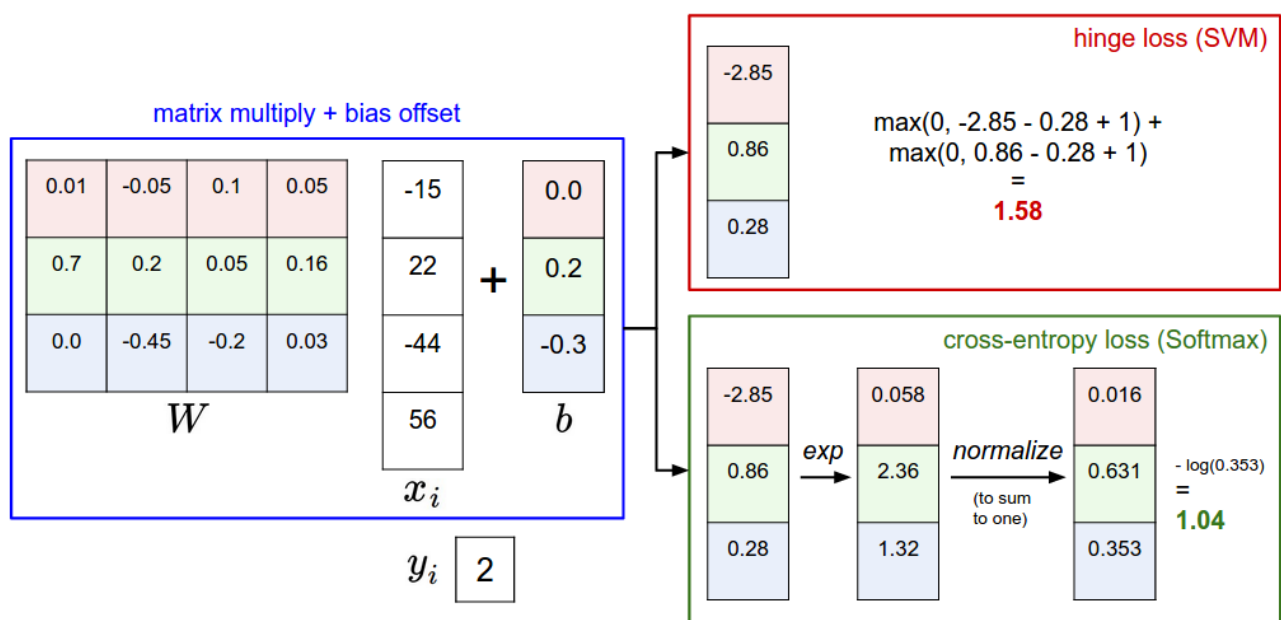 matrix multiply + bias offset
0.01 -0.05 0.1 0.05
0.7 0.2 0.05 0.16
0.0 -0.45 -0.2 0.03
W
-15
22
-44
56
x_i
+
0.0
0.2
-0.3
b
y_i 2
hinge loss (SVM)
-2.85
0.86
0.28
max(0, -2.85 - 0.28 + 1) +
max(0, 0.86 - 0.28 + 1)
=
1.58
cross-entropy loss (Softmax)
-2.85
0.86
0.28
exp
0.058
2.36
1.32
normalize
(to sum
to one)
0.016
0.631
0.353
- log(0.353)
=
1.04